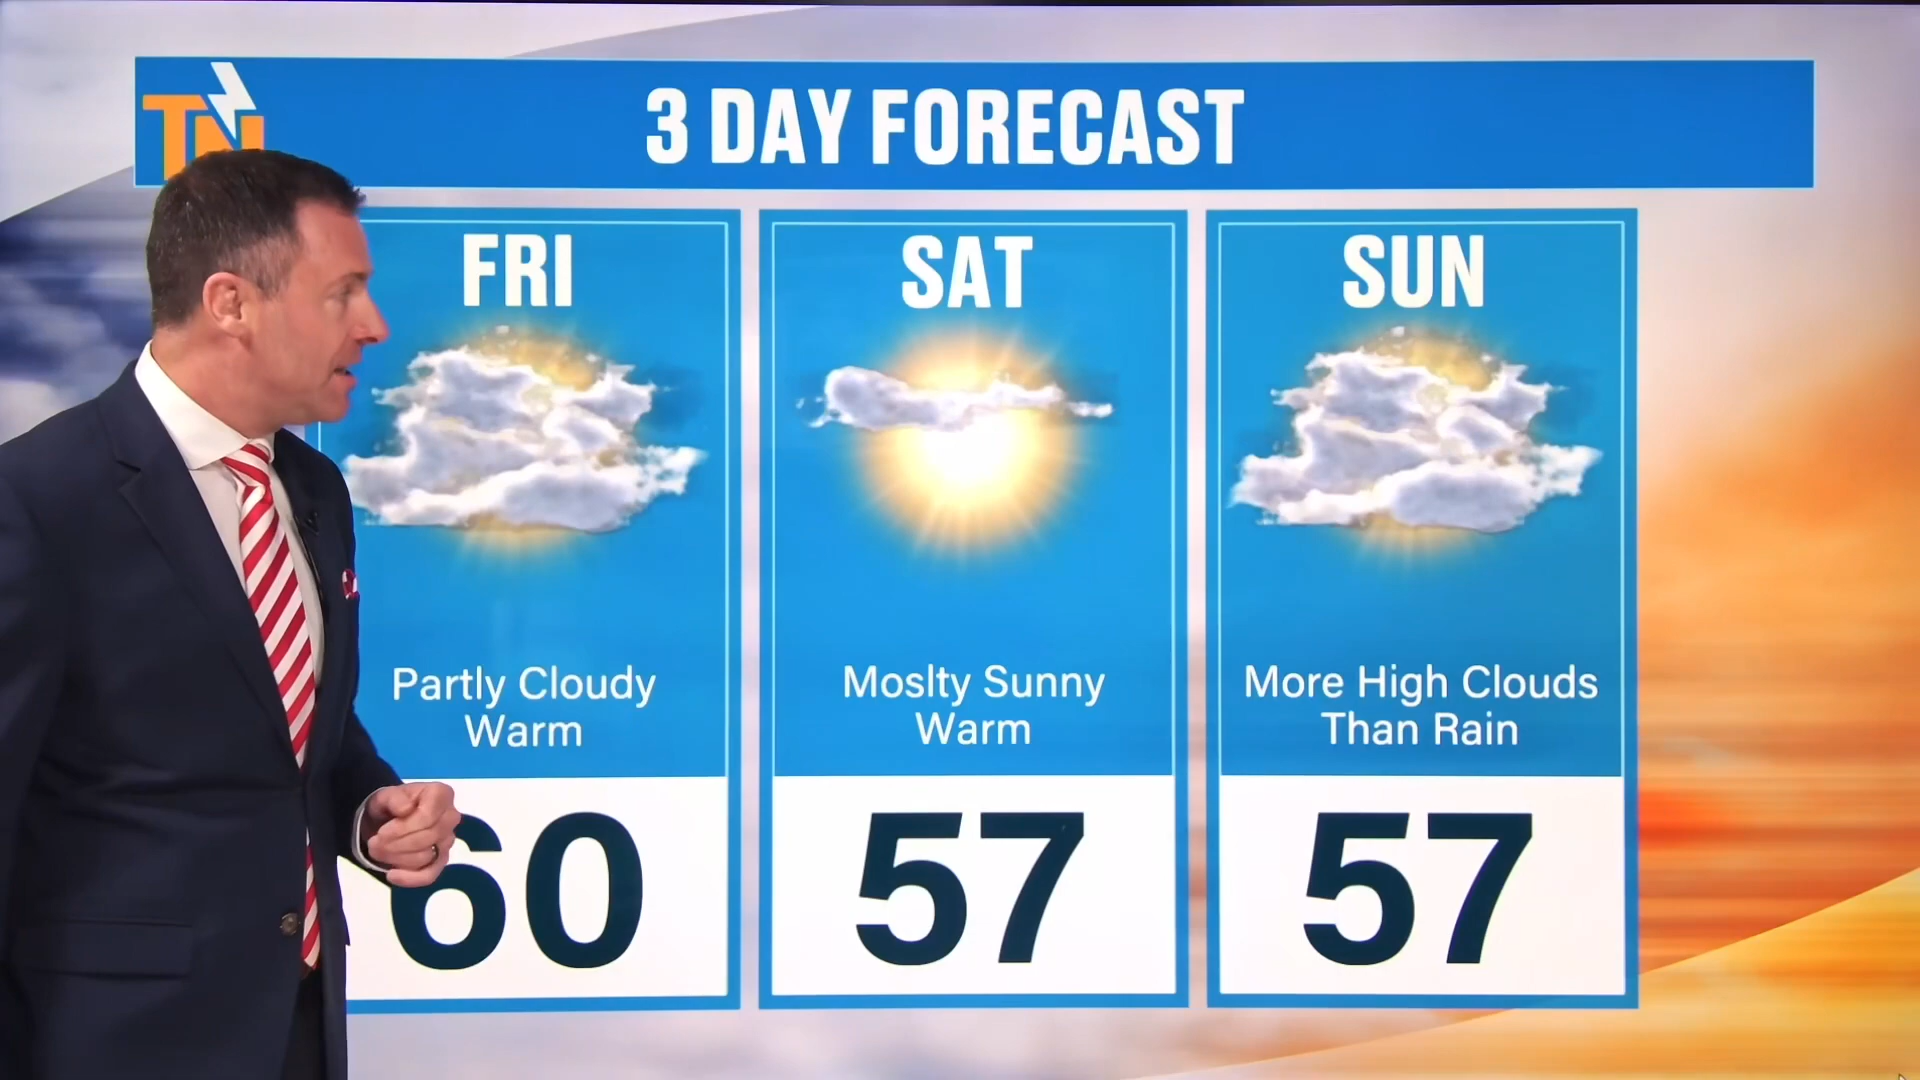 TN
3 DAY FORECAST
FRI
Partly Cloudy
Warm
60
SAT
Moslty Sunny
Warm
57
SUN
More High Clouds
Than Rain
57